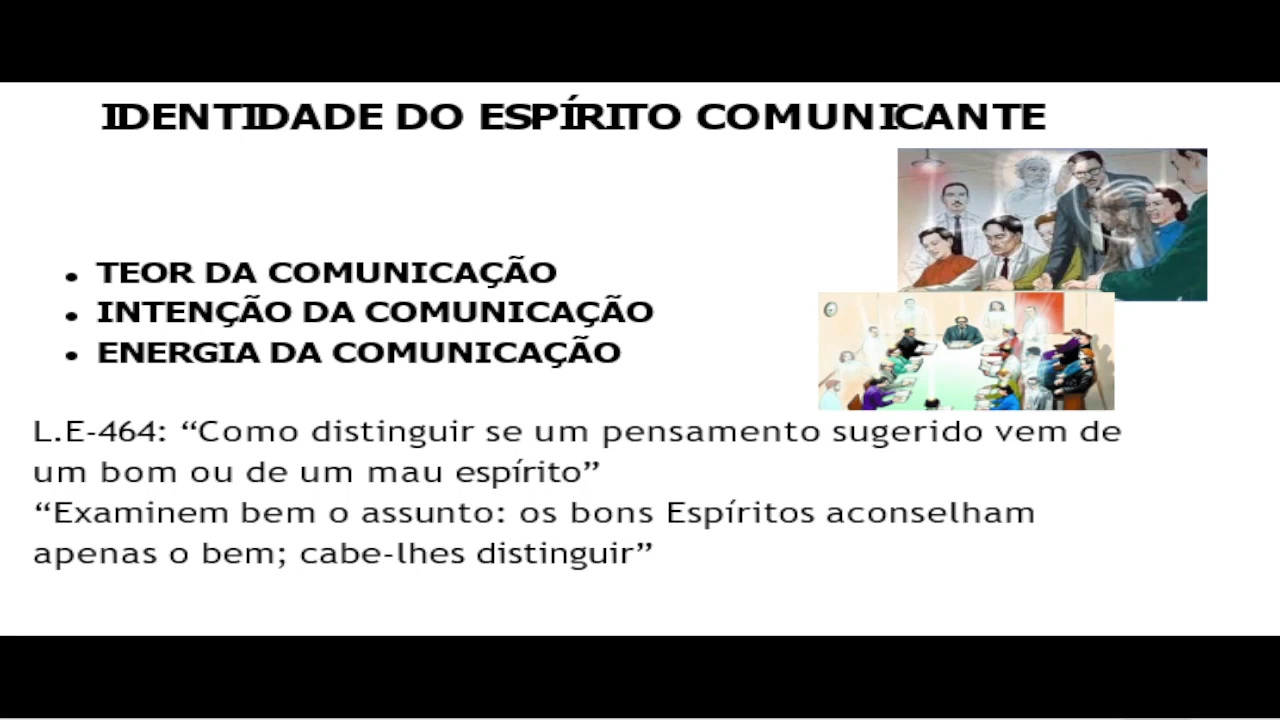 IDENTIDADE DO ESPÍRITO COMUNICANTE
• TEOR DA COMUNICAÇÃO
• INTENÇÃO DA COMUNICAÇÃO
• ENERGIA DA COMUNICAÇÃO
L.E-464: “Como distinguir se um pensamento sugerido vem de
um bom ou de um mau espírito”
“Examinem bem o assunto: os bons Espíritos aconselham
apenas o bem; cabe-lhes distinguir”